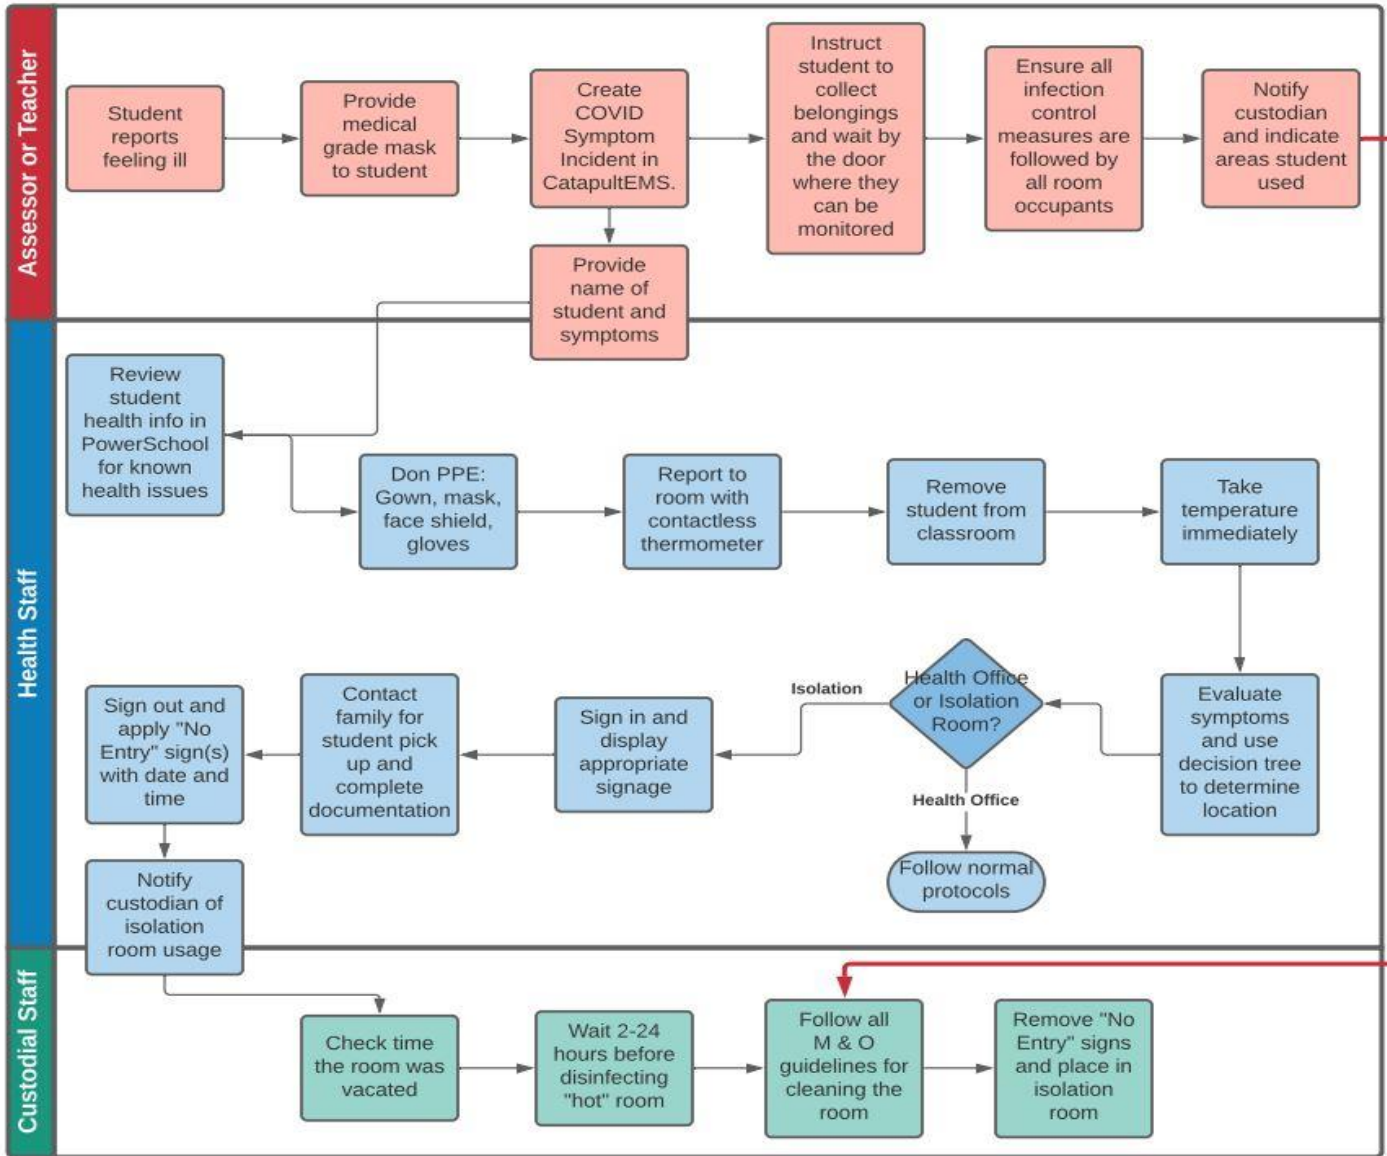 Assessor or Teacher
Student
reports
feeling ill
Provide
medical
grade mask
to student
Create
COVID
Symptom
Incident in
CatapultEMS.
Instruct
student to
collect
belongings
and wait by
the door
where they
can be
monitored
Ensure all
infection
control
measures are
followed by
all room
occupants
Notify
custodian
and indicate
areas student
used
Provide
name of
student and
symptoms
Health Staff
Review
student
health info in
PowerSchool
for known
health issues
Don PPE:
Gown, mask,
face shield,
gloves
Report to
room with
contactless
thermometer
Remove
student from
classroom
Take
temperature
immediately
Evaluate
symptoms
and use
decision tree
to determine
location
Health Office
or Isolation
Room?
Isolation
Health Office
Follow normal
protocols
Sign in and
display
appropriate
signage
Contact
family for
student pick
up and
complete
documentation
Sign out and
apply "No
Entry" sign(s)
with date and
time
Notify
custodian of
isolation
room usage
Custodial Staff
Check time
the room was
vacated
Wait 2-24
hours before
disinfecting
"hot" room
Follow all
M & O
guidelines for
cleaning the
room
Remove "No
Entry" signs
and place in
isolation
room